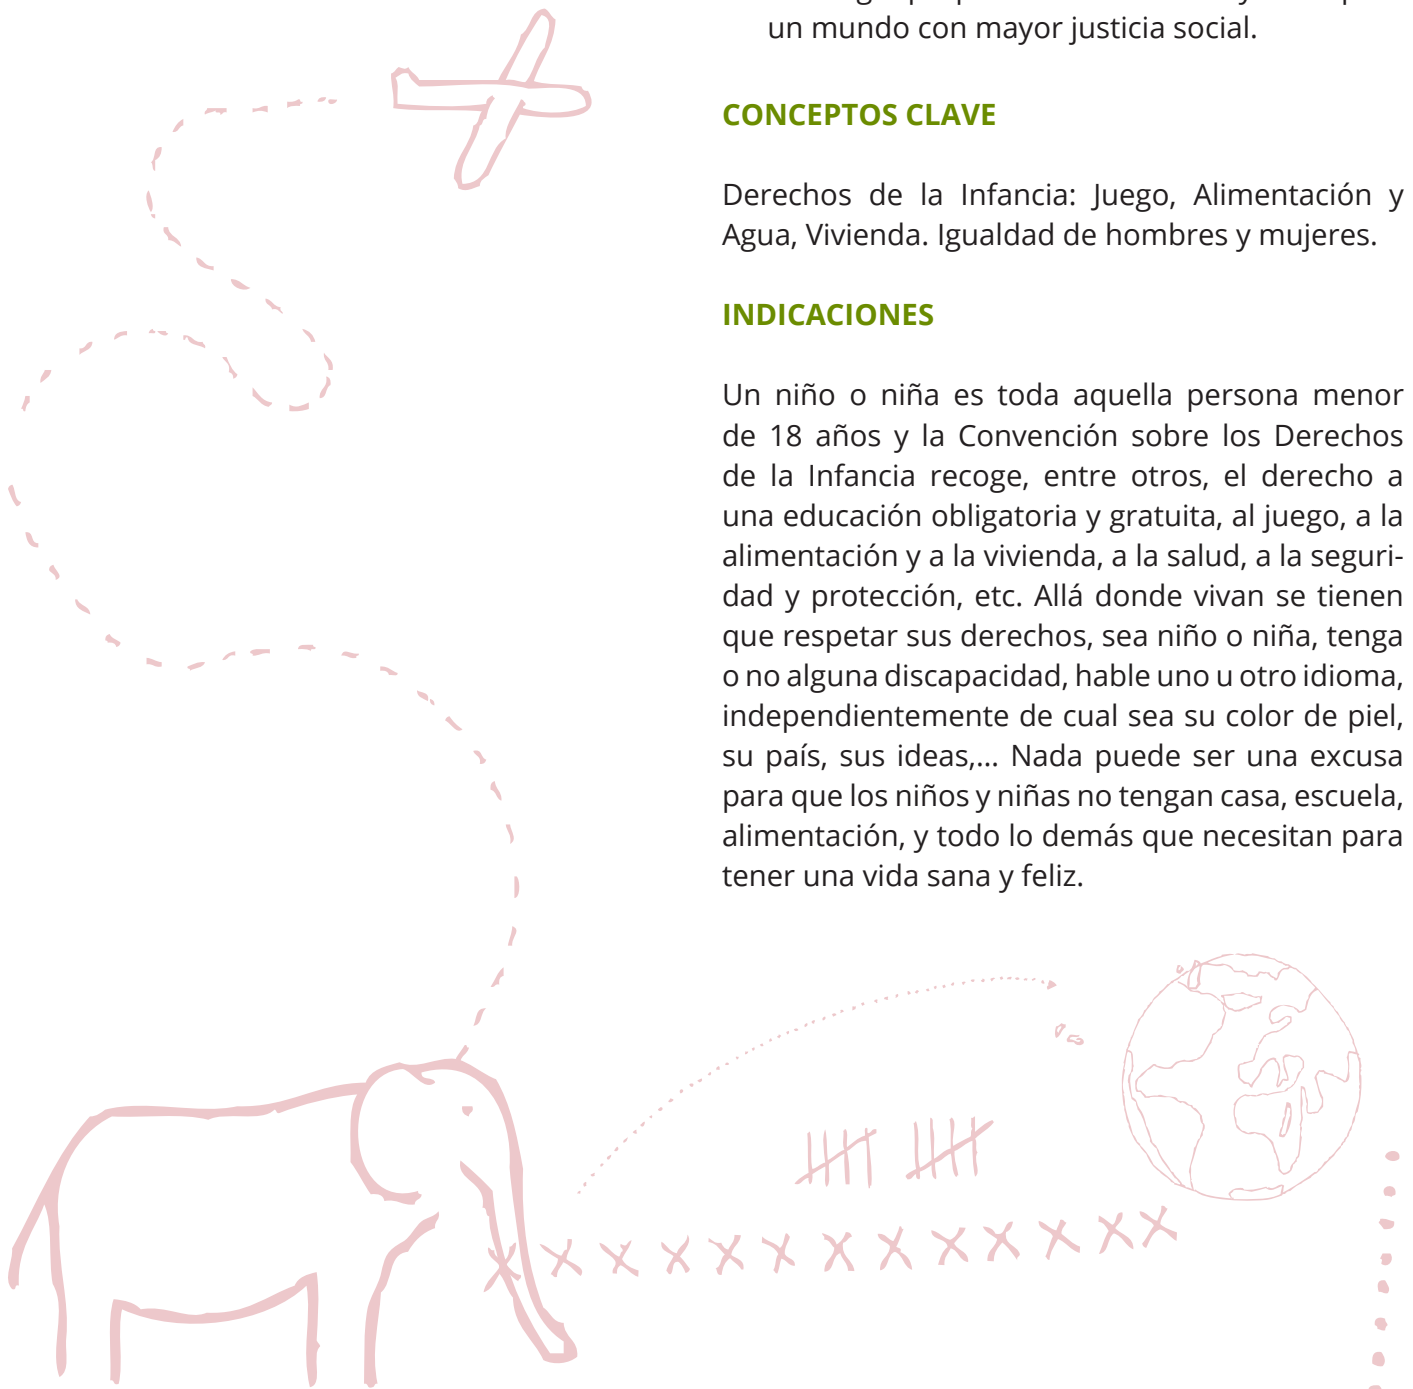 un mundo con mayor justicia social.
CONCEPTOS CLAVE
Derechos de la Infancia: Juego, Alimentación y
Agua, Vivienda. Igualdad de hombres y mujeres.
INDICACIONES
Un niño o niña es toda aquella persona menor
de 18 años y la Convención sobre los Derechos
de la Infancia recoge, entre otros, el derecho a
una educación obligatoria y gratuita, al juego, a la
alimentación y a la vivienda, a la salud, a la seguri-
dad y protección, etc. Allá donde vivan se tienen
que respetar sus derechos, sea niño o niña, tenga
o no alguna discapacidad, hable uno u otro idioma,
independientemente de cual sea su color de piel,
su país, sus ideas,... Nada puede ser una excusa
para que los niños y niñas no tengan casa, escuela,
alimentación, y todo lo demás que necesitan para
tener una vida sana y feliz.